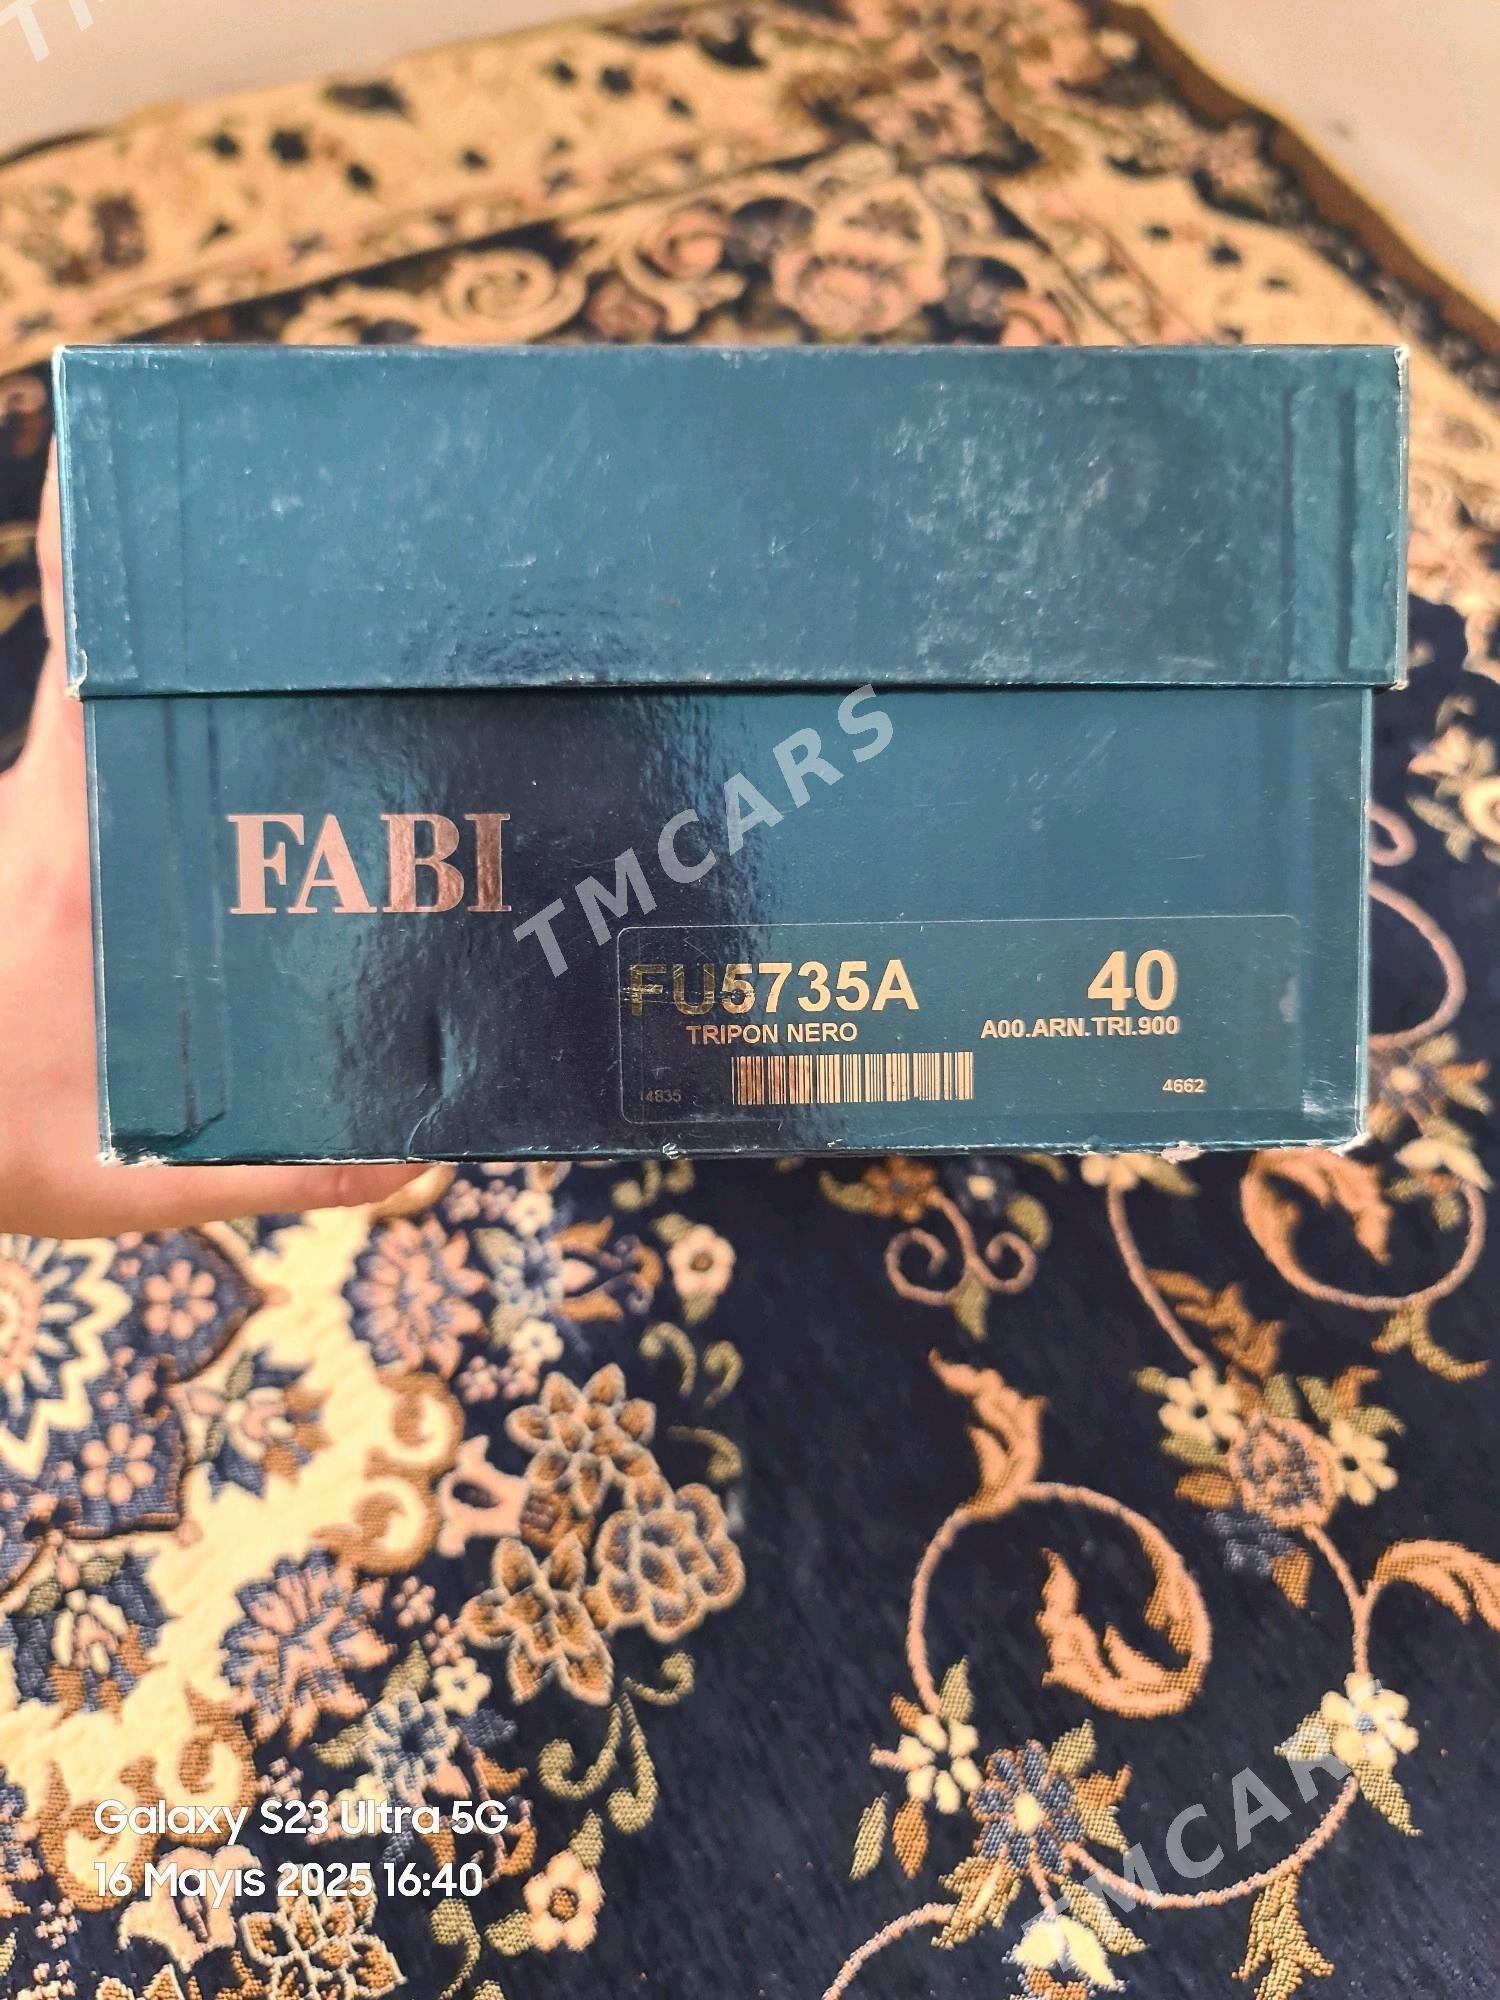 TMCARS
FABI
FU5735A 40
TRIPON NERO A00.ARN.TRI.900
14835 4662
TMCARS
Galaxy S23 Ultra 5G
16 Mayıs 2025 16:40